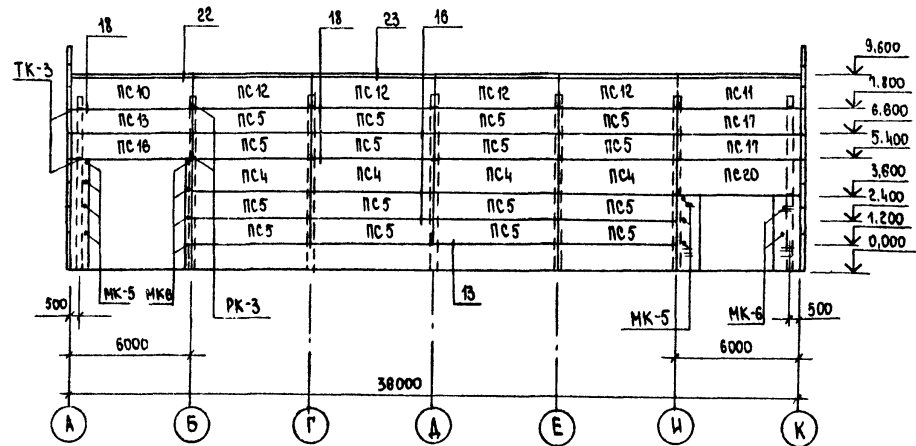 18 22 18 16
23
ТК-3
9.600
7.800
6.600
5.400
3.600
2.400
1.200
0,000
ПС10 ПС12 ПС12 ПС12 ПС12 ПС11
ПС13 ПС5 ПС5 ПС5 ПС5 ПС17
ПС16 ПС5 ПС5 ПС5 ПС5 ПС17
ПС4 ПС4 ПС4 ПС4 ПС20
ПС5 ПС5 ПС5 ПС5
ПС5 ПС5 ПС5 ПС5
500 МК-5 МК6 РК-3 13 МК-5 МК-6 500
6000 6000
38000
А Б Г Д Е И К